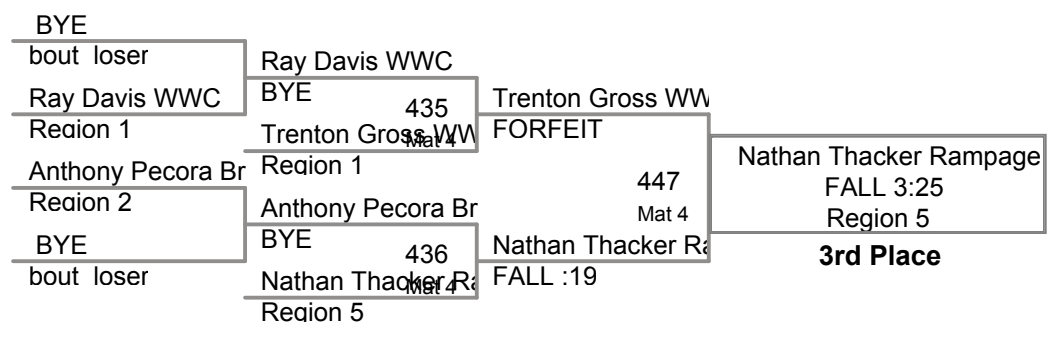 BYE
bout loser
Ray Davis WWC
Region 1
Anthony Pecora Br
Region 2
BYE
bout loser
Ray Davis WWC
BYE
435
Mat 4
Trenton Gross WW
Region 1
Anthony Pecora Br
BYE
436
Mat 4
Nathan Thacker Ra
Region 5
Trenton Gross WW
FORFEIT
447
Mat 4
Nathan Thacker Ra
FALL :19
Nathan Thacker Rampage
FALL 3:25
Region 5
3rd Place